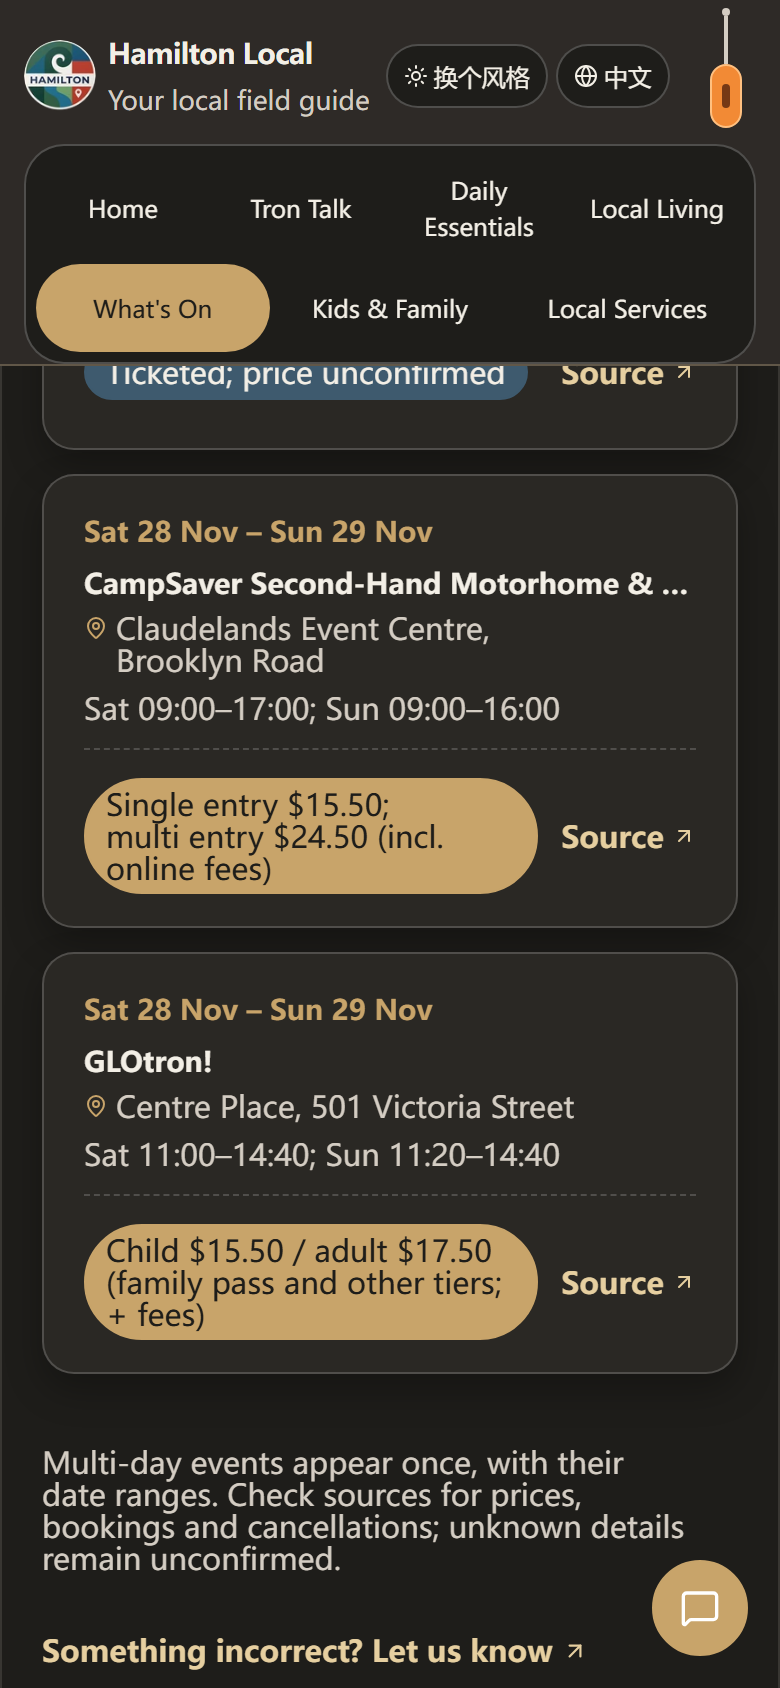 HAMILTON
Hamilton Local
Your local field guide
换个风格
中文
Home
Tron Talk
Daily
Essentials
Local Living
What's On
Kids & Family
Local Services
Ticketed; price unconfirmed
Source
Sat 28 Nov – Sun 29 Nov
CampSaver Second-Hand Motorhome & ...
Claudelands Event Centre,
Brooklyn Road
Sat 09:00–17:00; Sun 09:00–16:00
Single entry $15.50;
multi entry $24.50 (incl.
online fees)
Source
Sat 28 Nov – Sun 29 Nov
GLOtron!
Centre Place, 501 Victoria Street
Sat 11:00–14:40; Sun 11:20–14:40
Child $15.50 / adult $17.50
(family pass and other tiers;
+ fees)
Source
Multi-day events appear once, with their
date ranges. Check sources for prices,
bookings and cancellations; unknown details
remain unconfirmed.
Something incorrect? Let us know